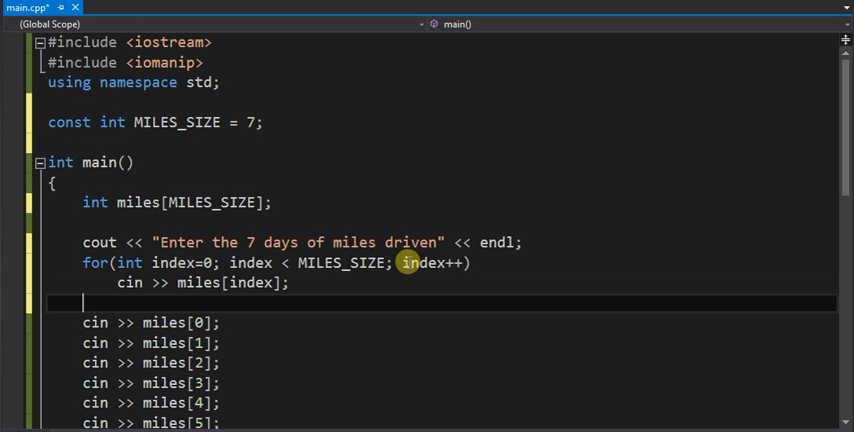 main.cpp*
(Global Scope) main()
#include <iostream>
#include <iomanip>
using namespace std;
const int MILES_SIZE = 7;
int main()
{
int miles[MILES_SIZE];
cout << "Enter the 7 days of miles driven" << endl;
for(int index=0; index < MILES_SIZE; index++)
cin >> miles[index];
cin >> miles[0];
cin >> miles[1];
cin >> miles[2];
cin >> miles[3];
cin >> miles[4];
cin >> miles[5];